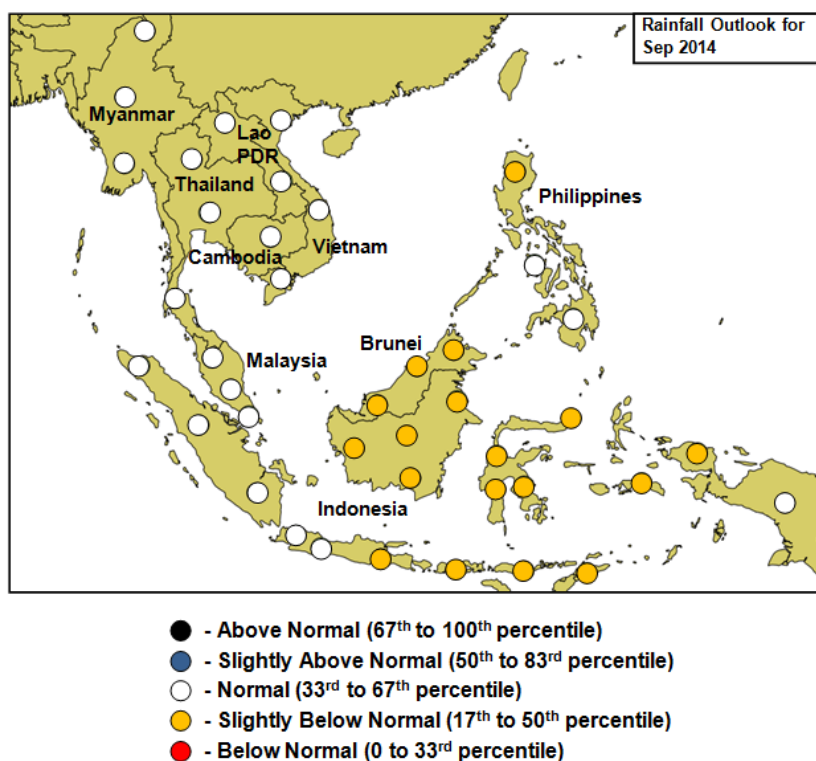 Rainfall Outlook for
Sep 2014
Myanmar
Lao
PDR
Thailand
Philippines
Cambodia
Vietnam
Brunei
Malaysia
Indonesia
- Above Normal (67th to 100th percentile)
- Slightly Above Normal (50th to 83rd percentile)
- Normal (33rd to 67th percentile)
- Slightly Below Normal (17th to 50th percentile)
- Below Normal (0 to 33rd percentile)